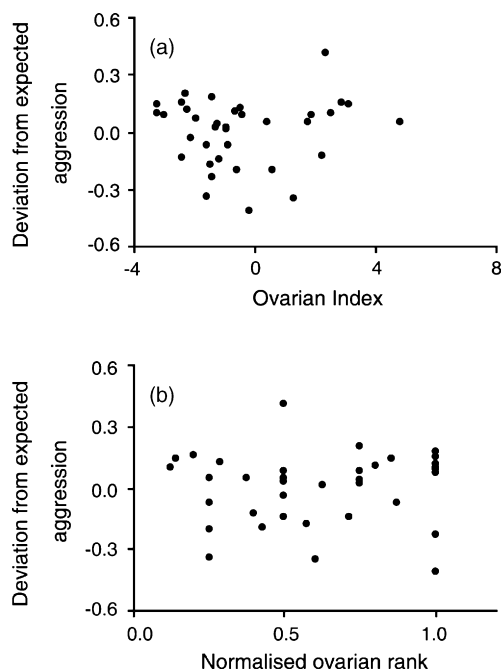 (a)
Deviation from expected
aggression
0.6
0.3
0.0
-0.3
-0.6
-4
0
4
8
Ovarian Index
(b)
Deviation from expected
aggression
0.6
0.3
0.0
-0.3
-0.6
0.0
0.5
1.0
Normalised ovarian rank